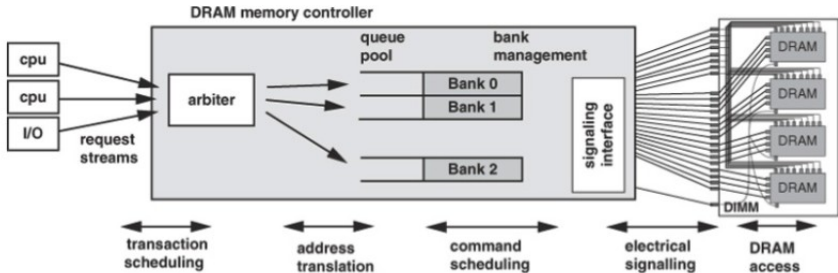 DRAM memory controller
cpu
cpu
I/O
request
streams
arbiter
queue
pool
bank
management
Bank 0
Bank 1
Bank 2
signaling
interface
DRAM
DRAM
DRAM
DRAM
DIMM
transaction
scheduling
address
translation
command
scheduling
electrical
signalling
DRAM
access